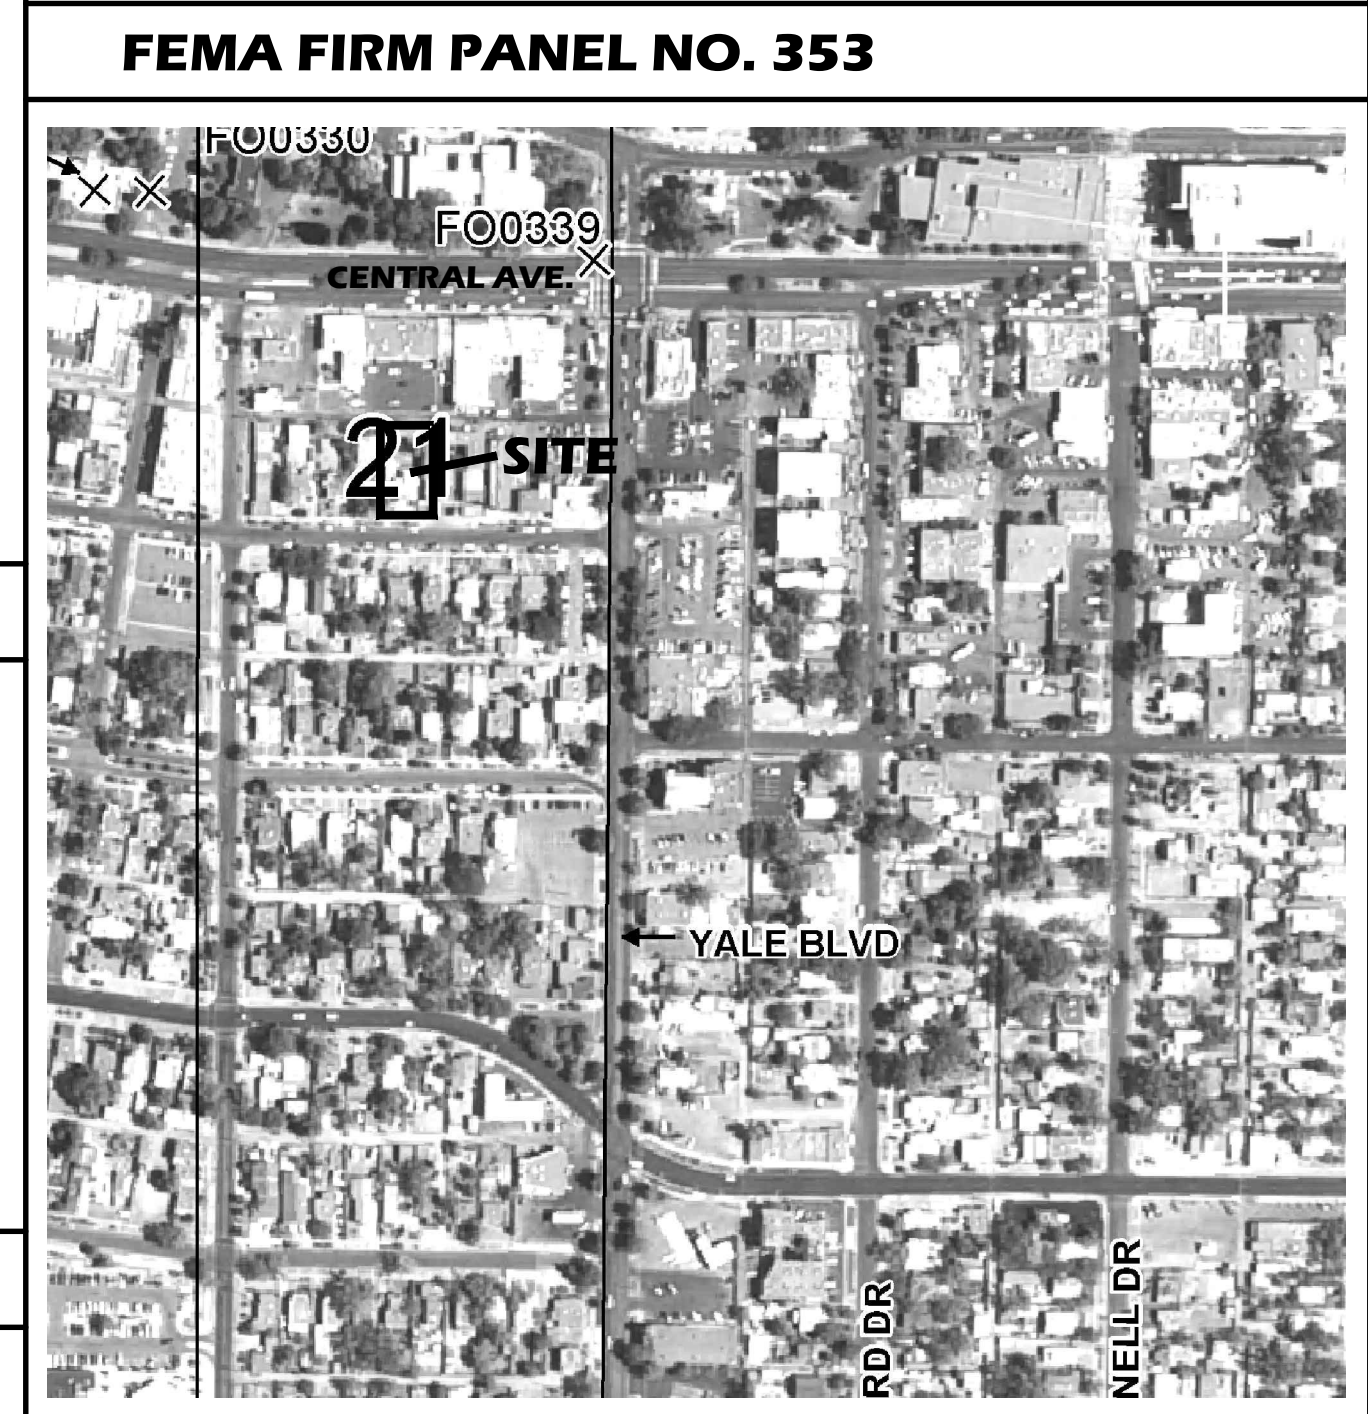 FEMA FIRM PANEL NO. 353
FO0330
FO0339
CENTRAL AVE.
21
SITE
YALE BLVD
RD DR
NELL DR